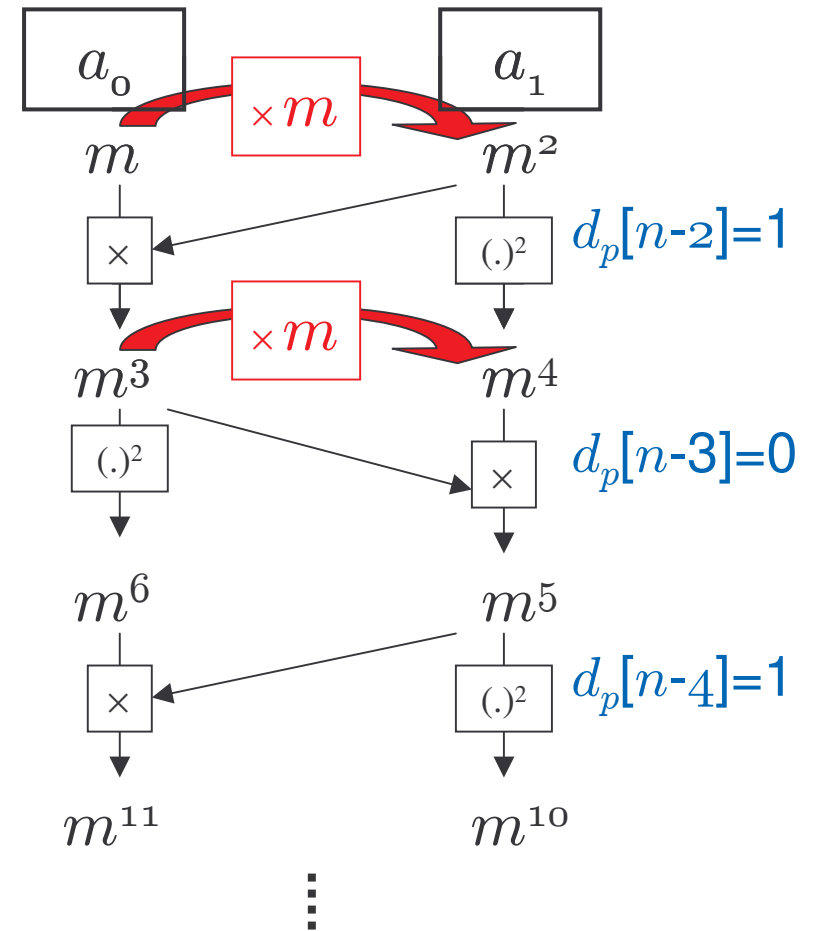 a₀ a₁
× m
m m²
× (.)² dₚ[n-2]=1
× m
m³ m⁴
(.)² × dₚ[n-3]=0
m⁶ m⁵
× (.)² dₚ[n-4]=1
m¹¹ m¹⁰